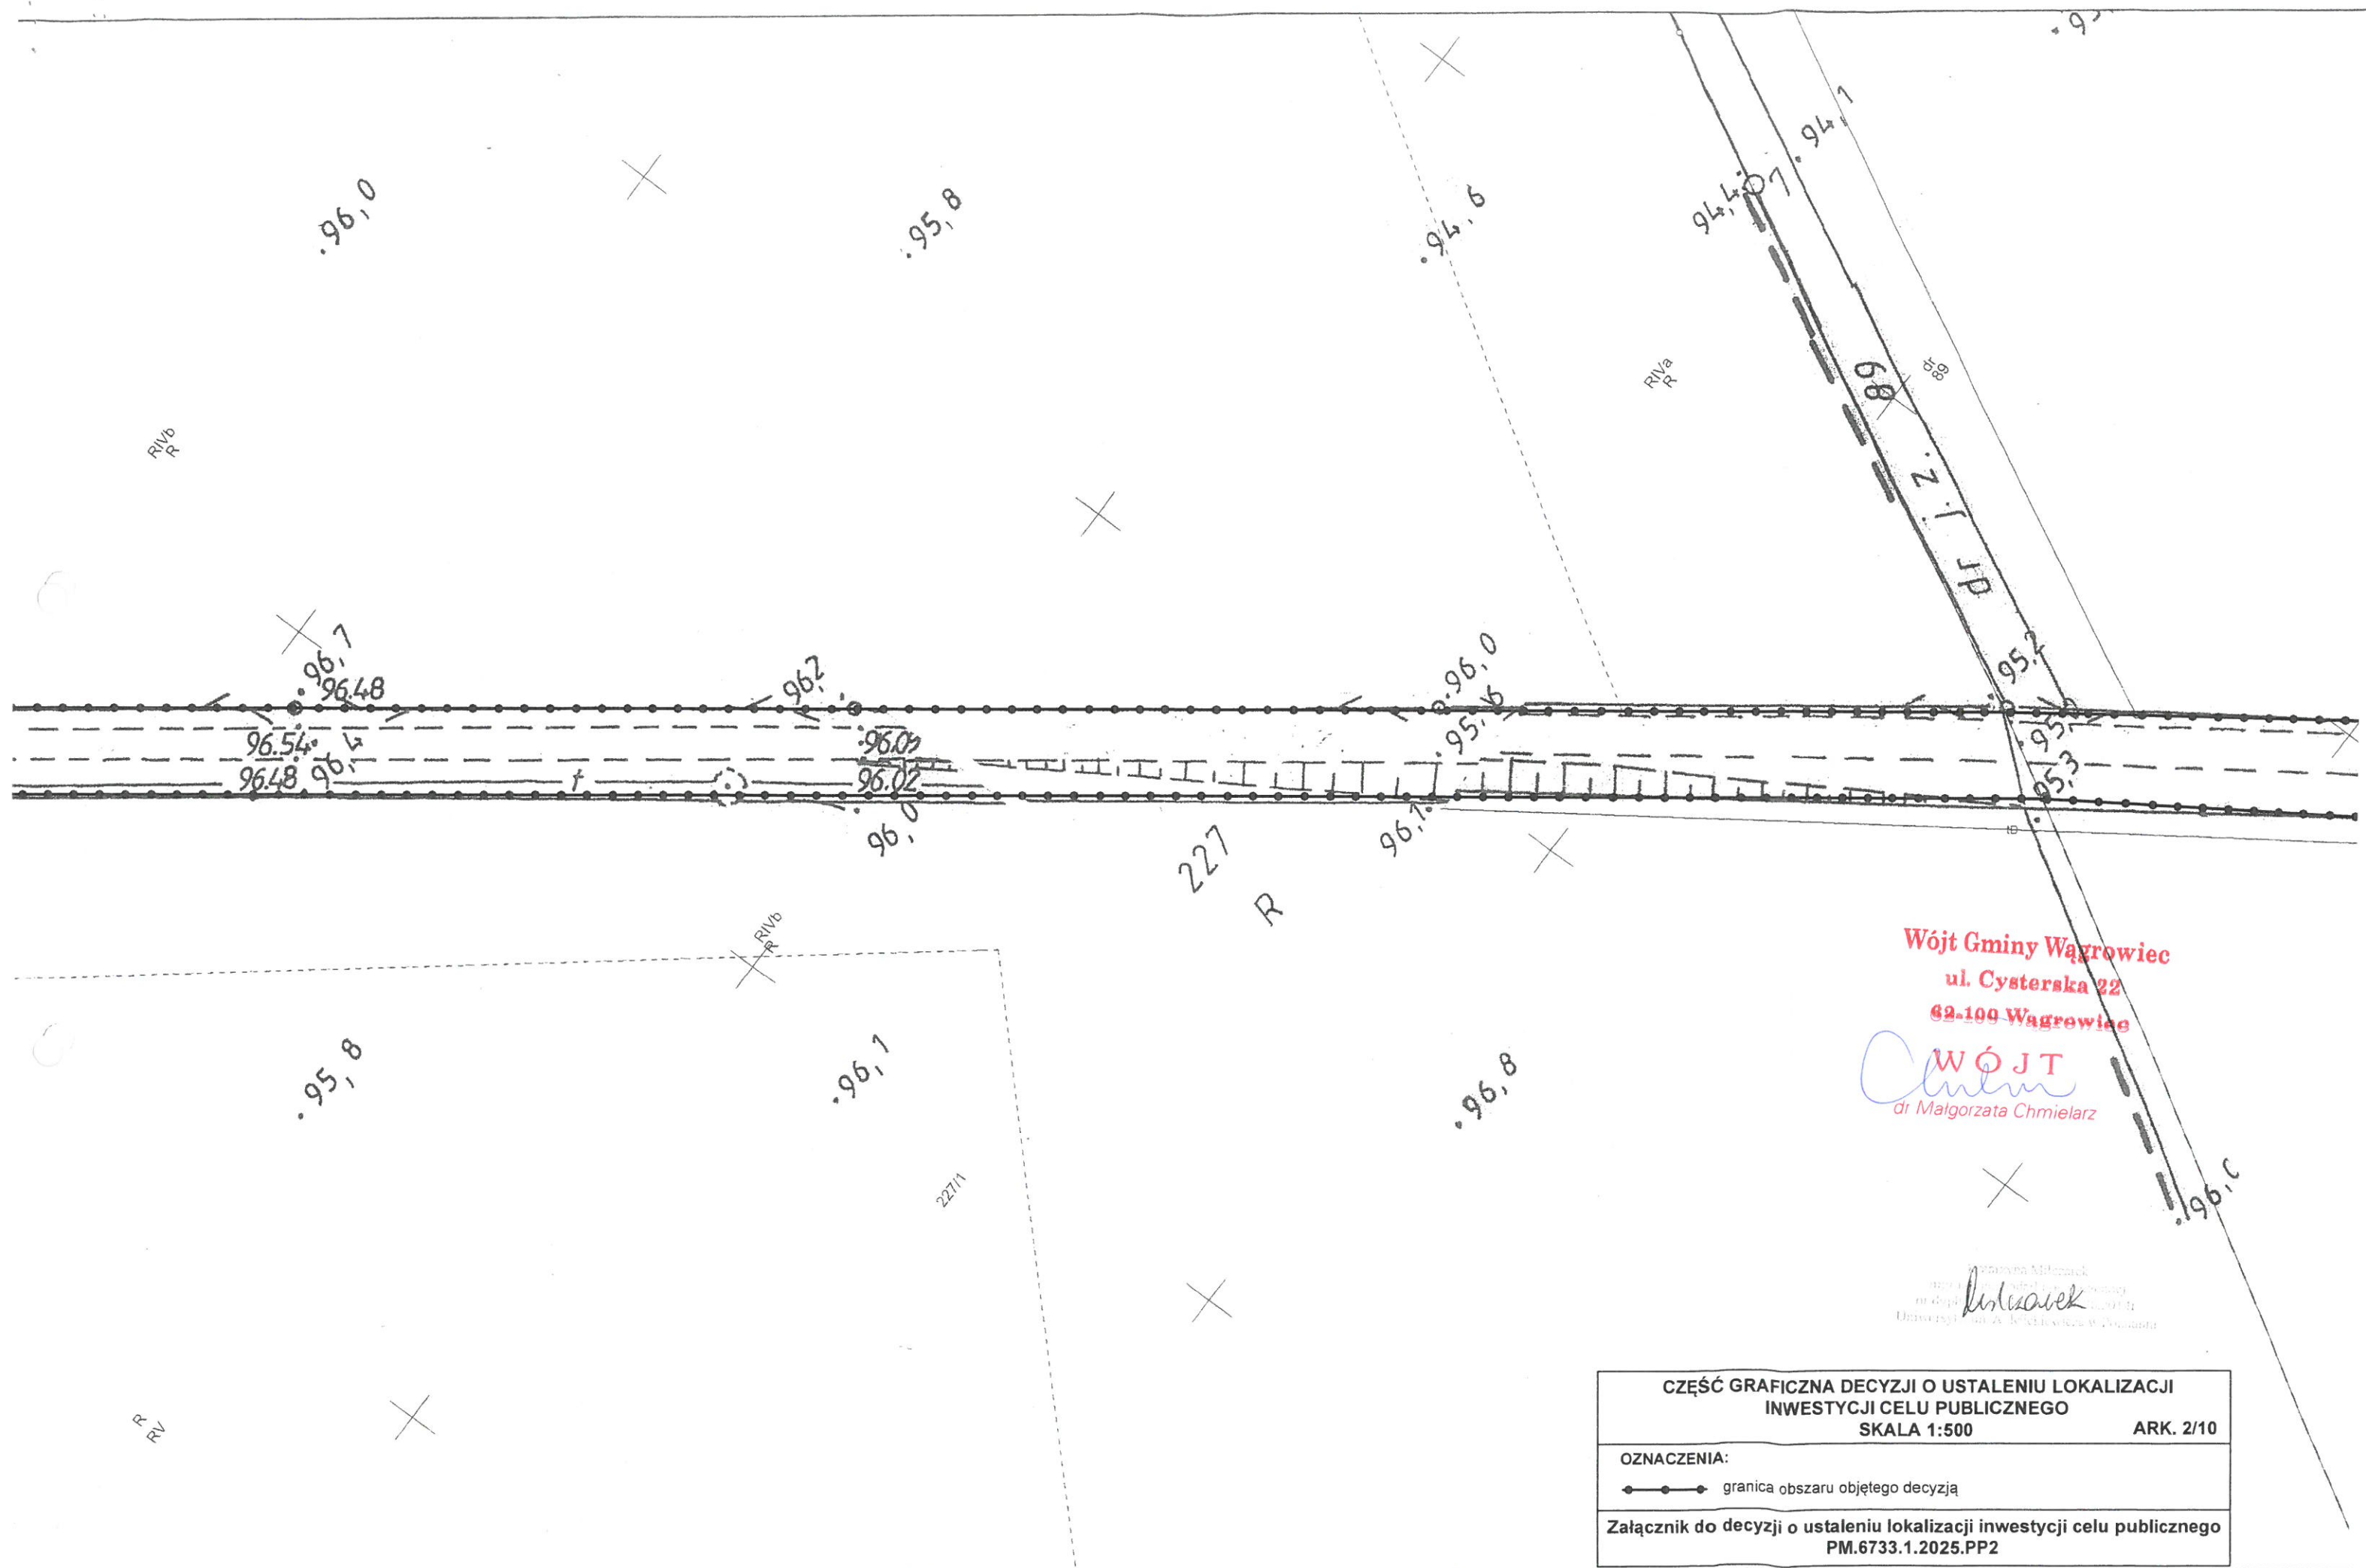 .94,1
.96,0
.95,8
.94,6
94,4.
RIVa
R
89
dr
89
RIVb
R
dr j. z.
96,7
96.48
96,2
.96,0
95,6
95,2
96.54
96,4
96.05
95,3
96.48
96.02
96,0
227
96,1.
R
RIVb
R
Wójt Gminy Wągrowiec
ul. Cysterska 22
62-100 Wągrowiec
WÓJT
dr Małgorzata Chmielarz
.95,8
.96,1
.96,8
227/1
R
RV
CZĘŚĆ GRAFICZNA DECYZJI O USTALENIU LOKALIZACJI
INWESTYCJI CELU PUBLICZNEGO
SKALA 1:500 ARK. 2/10
OZNACZENIA:
granica obszaru objętego decyzją
Załącznik do decyzji o ustaleniu lokalizacji inwestycji celu publicznego
PM.6733.1.2025.PP2